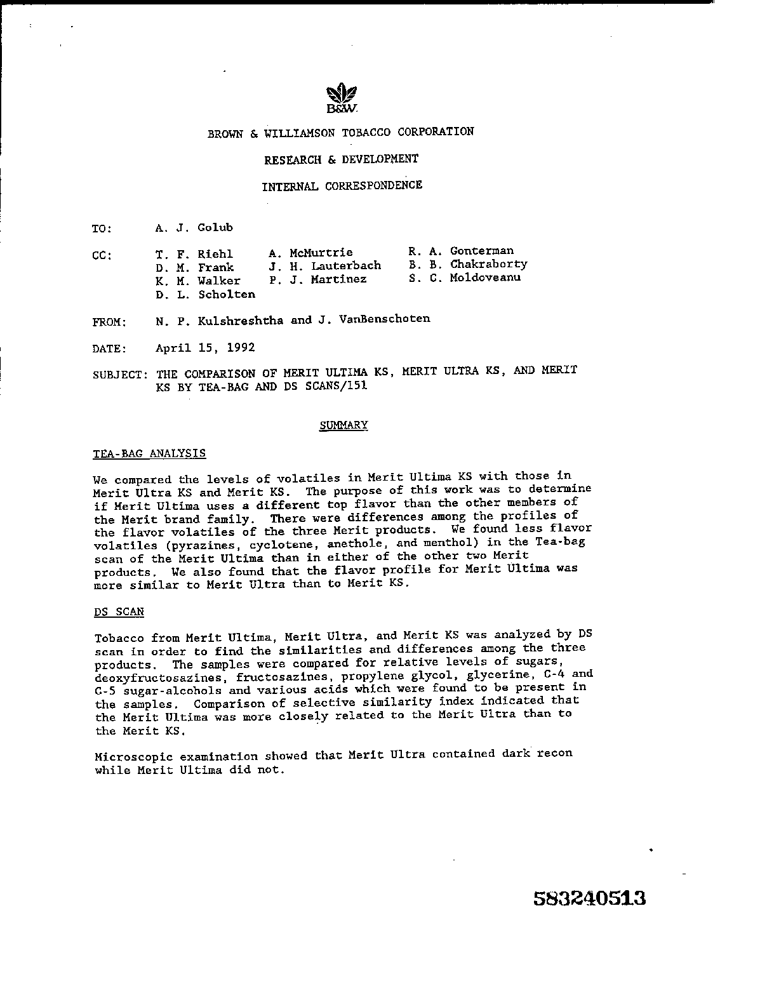 B&W.
BROWN & WILLIAMSON TOBACCO CORPORATION
RESEARCH & DEVELOPMENT
INTERNAL CORRESPONDENCE
TO: A. J. Golub
CC: T. F. Riehl A. McMurtrie R. A. Gonterman
D. M. Frank J. H. Lauterbach B. B. Chakraborty
K. M. Walker P. J. Martinez S. C. Moldoveanu
D. L. Scholten
FROM: N. P. Kulshreshtha and J. VanBenschoten
DATE: April 15, 1992
SUBJECT: THE COMPARISON OF MERIT ULTIMA KS, MERIT ULTRA KS, AND MERIT
KS BY TEA-BAG AND DS SCANS/151
SUMMARY
TEA-BAG ANALYSIS
We compared the levels of volatiles in Merit Ultima KS with those in
Merit Ultra KS and Merit KS. The purpose of this work was to determine
if Merit Ultima uses a different top flavor than the other members of
the Merit brand family. There were differences among the profiles of
the flavor volatiles of the three Merit products. We found less flavor
volatiles (pyrazines, cyclotene, anethole, and menthol) in the Tea-bag
scan of the Merit Ultima than in either of the other two Merit
products. We also found that the flavor profile for Merit Ultima was
more similar to Merit Ultra than to Merit KS.
DS SCAN
Tobacco from Merit Ultima, Merit Ultra, and Merit KS was analyzed by DS
scan in order to find the similarities and differences among the three
products. The samples were compared for relative levels of sugars,
deoxyfructosazines, fructosazines, propylene glycol, glycerine, C-4 and
C-5 sugar-alcohols and various acids which were found to be present in
the samples. Comparison of selective similarity index indicated that
the Merit Ultima was more closely related to the Merit Ultra than to
the Merit KS.
Microscopic examination showed that Merit Ultra contained dark recon
while Merit Ultima did not.
583240513